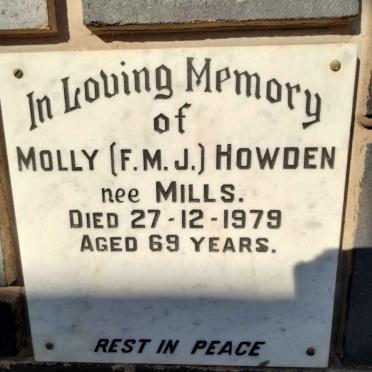 In Loving Memory
of
MOLLY (F.M.J.) HOWDEN
nee MILLS.
DIED 27-12-1979
AGED 69 YEARS.
REST IN PEACE